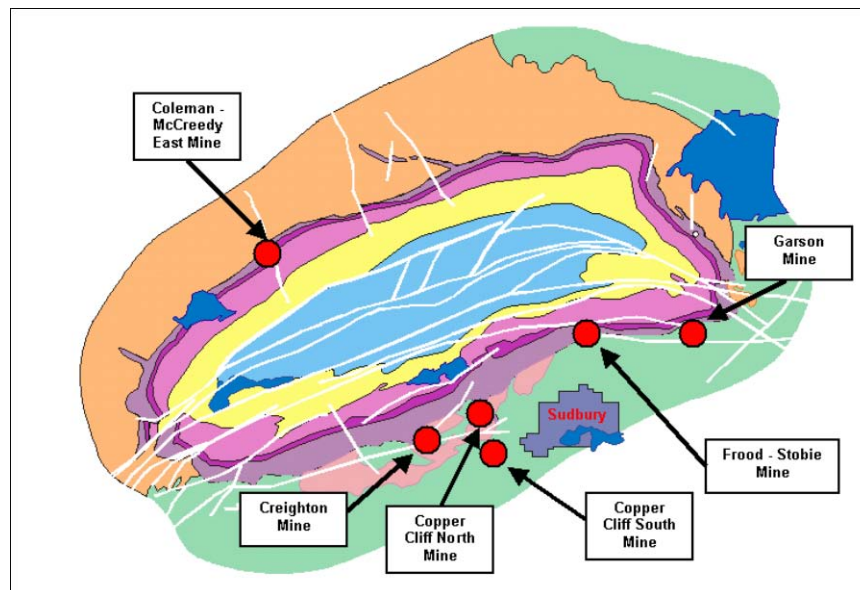 Coleman -
McCreedy
East Mine
Garson
Mine
Sudbury
Frood - Stobie
Mine
Creighton
Mine
Copper
Cliff North
Mine
Copper
Cliff South
Mine